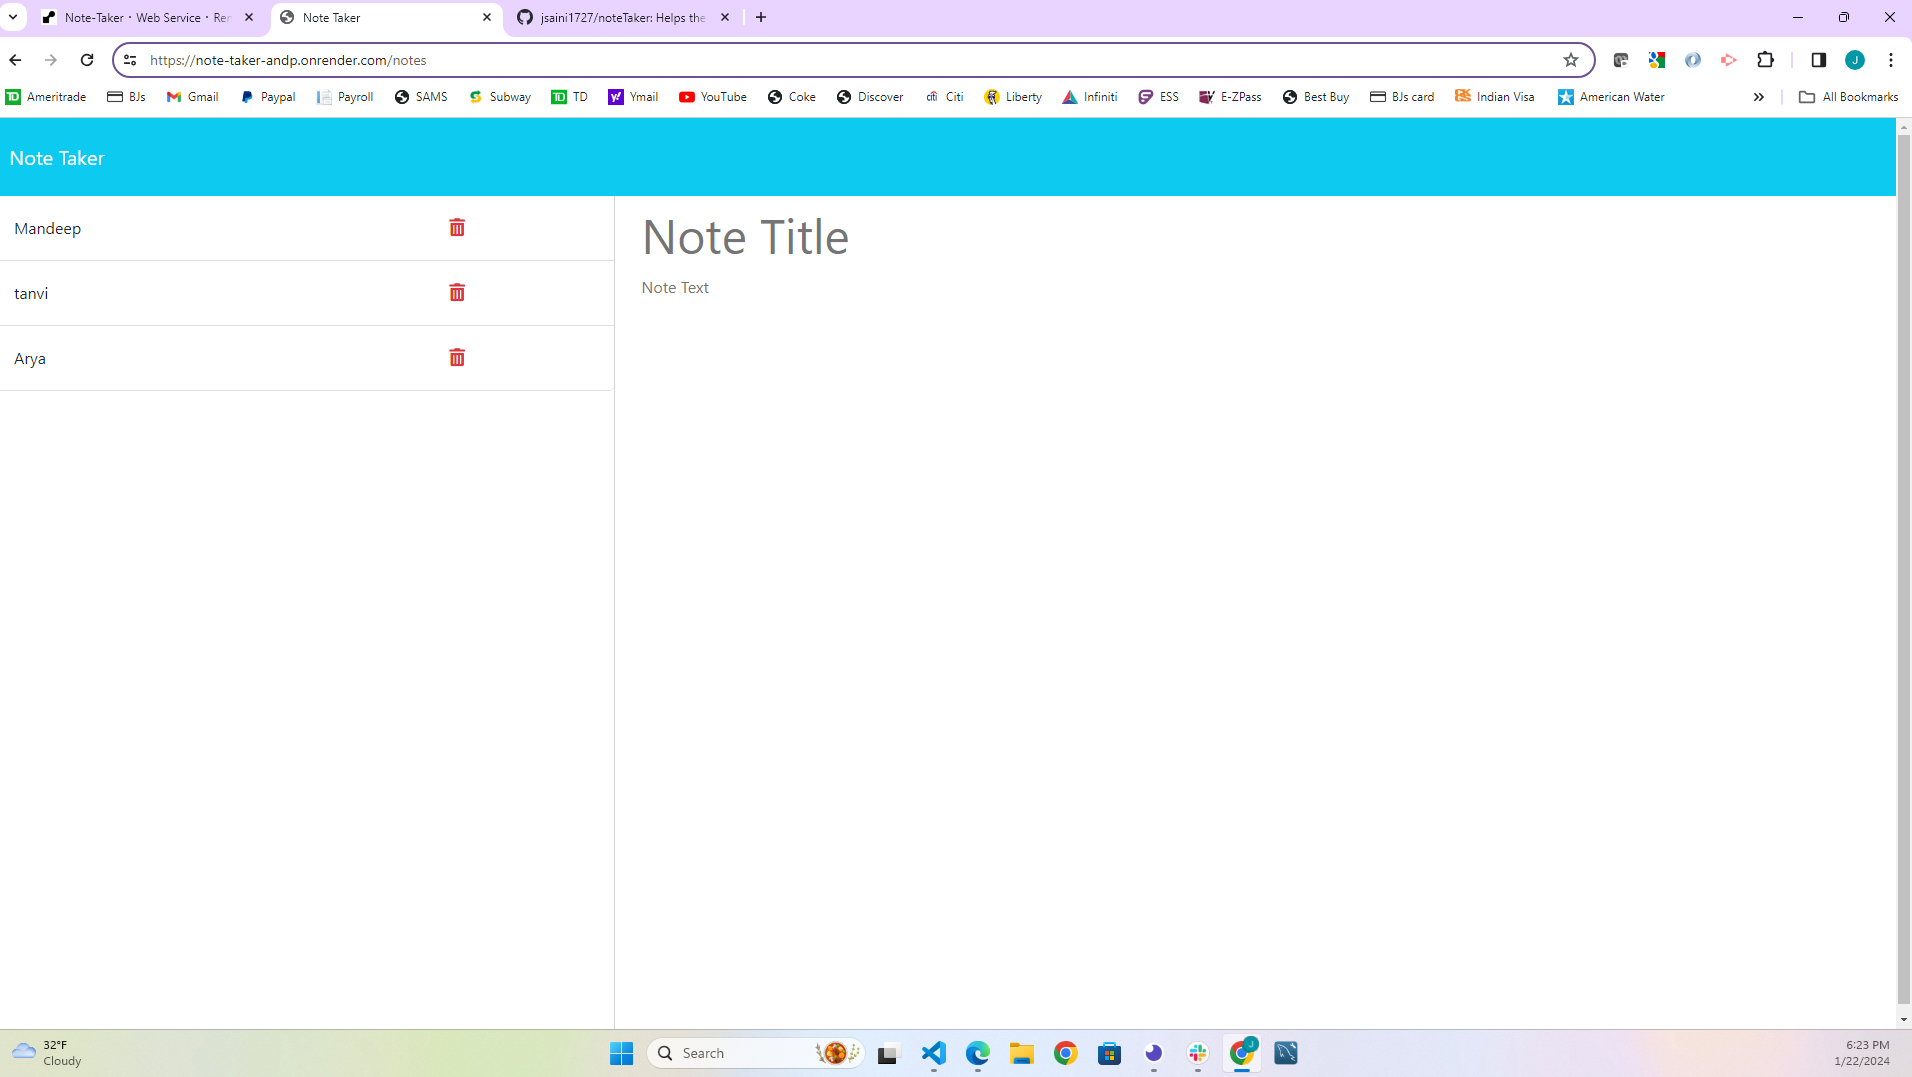 Note-Taker · Web Service · Rer
Note Taker
jsaini1727/noteTaker: Helps the
https://note-taker-andp.onrender.com/notes
J
Ameritrade
BJs
Gmail
Paypal
Payroll
SAMS
Subway
TD
Ymail
YouTube
Coke
Discover
Citi
Liberty
Infiniti
ESS
E-ZPass
Best Buy
BJs card
Indian Visa
American Water
All Bookmarks
Note Taker
Mandeep
tanvi
Arya
Note Title
Note Text
32°F
Cloudy
Search
J
6:23 PM
1/22/2024